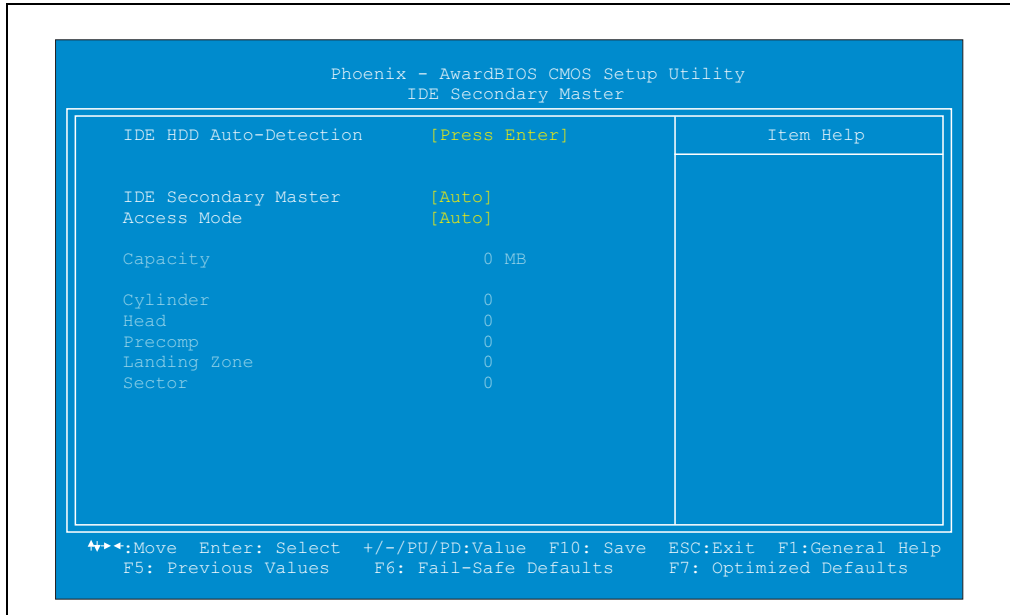 Phoenix - AwardBIOS CMOS Setup Utility
IDE Secondary Master
IDE HDD Auto-Detection [Press Enter]
Item Help
IDE Secondary Master [Auto]
Access Mode [Auto]
Capacity 0 MB
Cylinder 0
Head 0
Precomp 0
Landing Zone 0
Sector 0
:Move Enter: Select +/-/PU/PD:Value F10: Save ESC:Exit F1:General Help
F5: Previous Values F6: Fail-Safe Defaults F7: Optimized Defaults